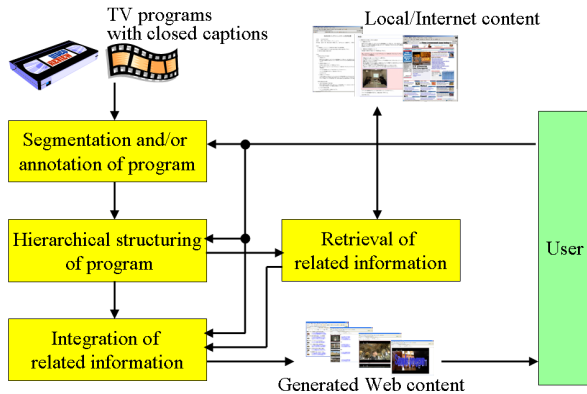 TV programs
with closed captions
Local/Internet content
Segmentation and/or
annotation of program
Hierarchical structuring
of program
Retrieval of
related information
User
Integration of
related information
Generated Web content